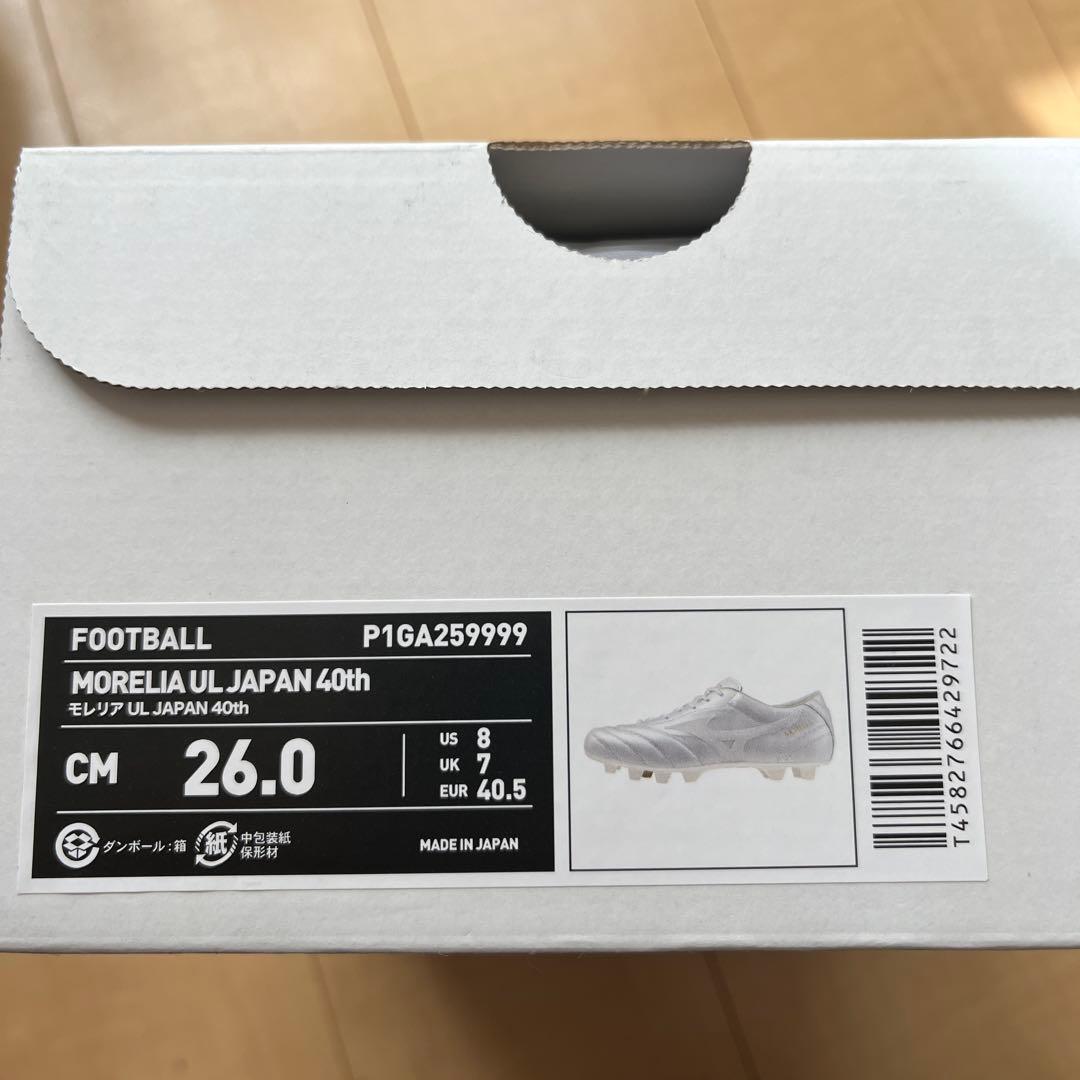 FOOTBALL P1GA259999
MORELIA UL JAPAN 40th
モレリア UL JAPAN 40th
CM 26.0
US 8
UK 7
EUR 40.5
ダンボール : 箱
紙
中包装紙
保形材
MADE IN JAPAN
T4582766429722